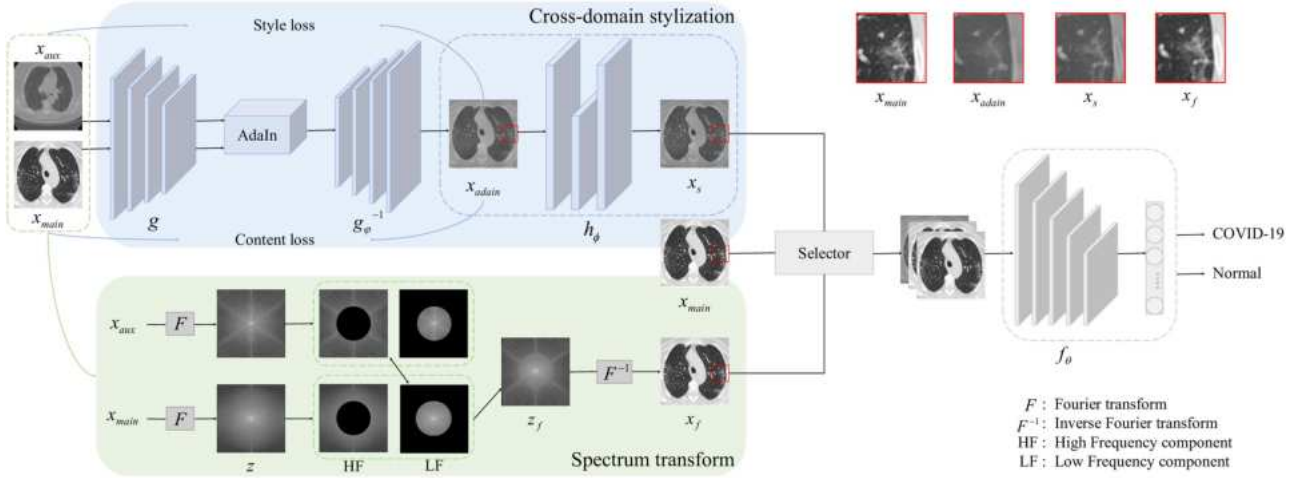 Cross-domain stylization
Style loss
x_aux
x_main
g
AdaIn
g_φ^{-1}
x_adain
h_ϕ
x_s
Content loss
x_main x_adain x_s x_f
x_main
Selector
COVID-19
Normal
f_θ
x_aux
F
x_main
F
z
HF
LF
z_f
F^{-1}
x_f
Spectrum transform
F : Fourier transform
F^{-1} : Inverse Fourier transform
HF : High Frequency component
LF : Low Frequency component